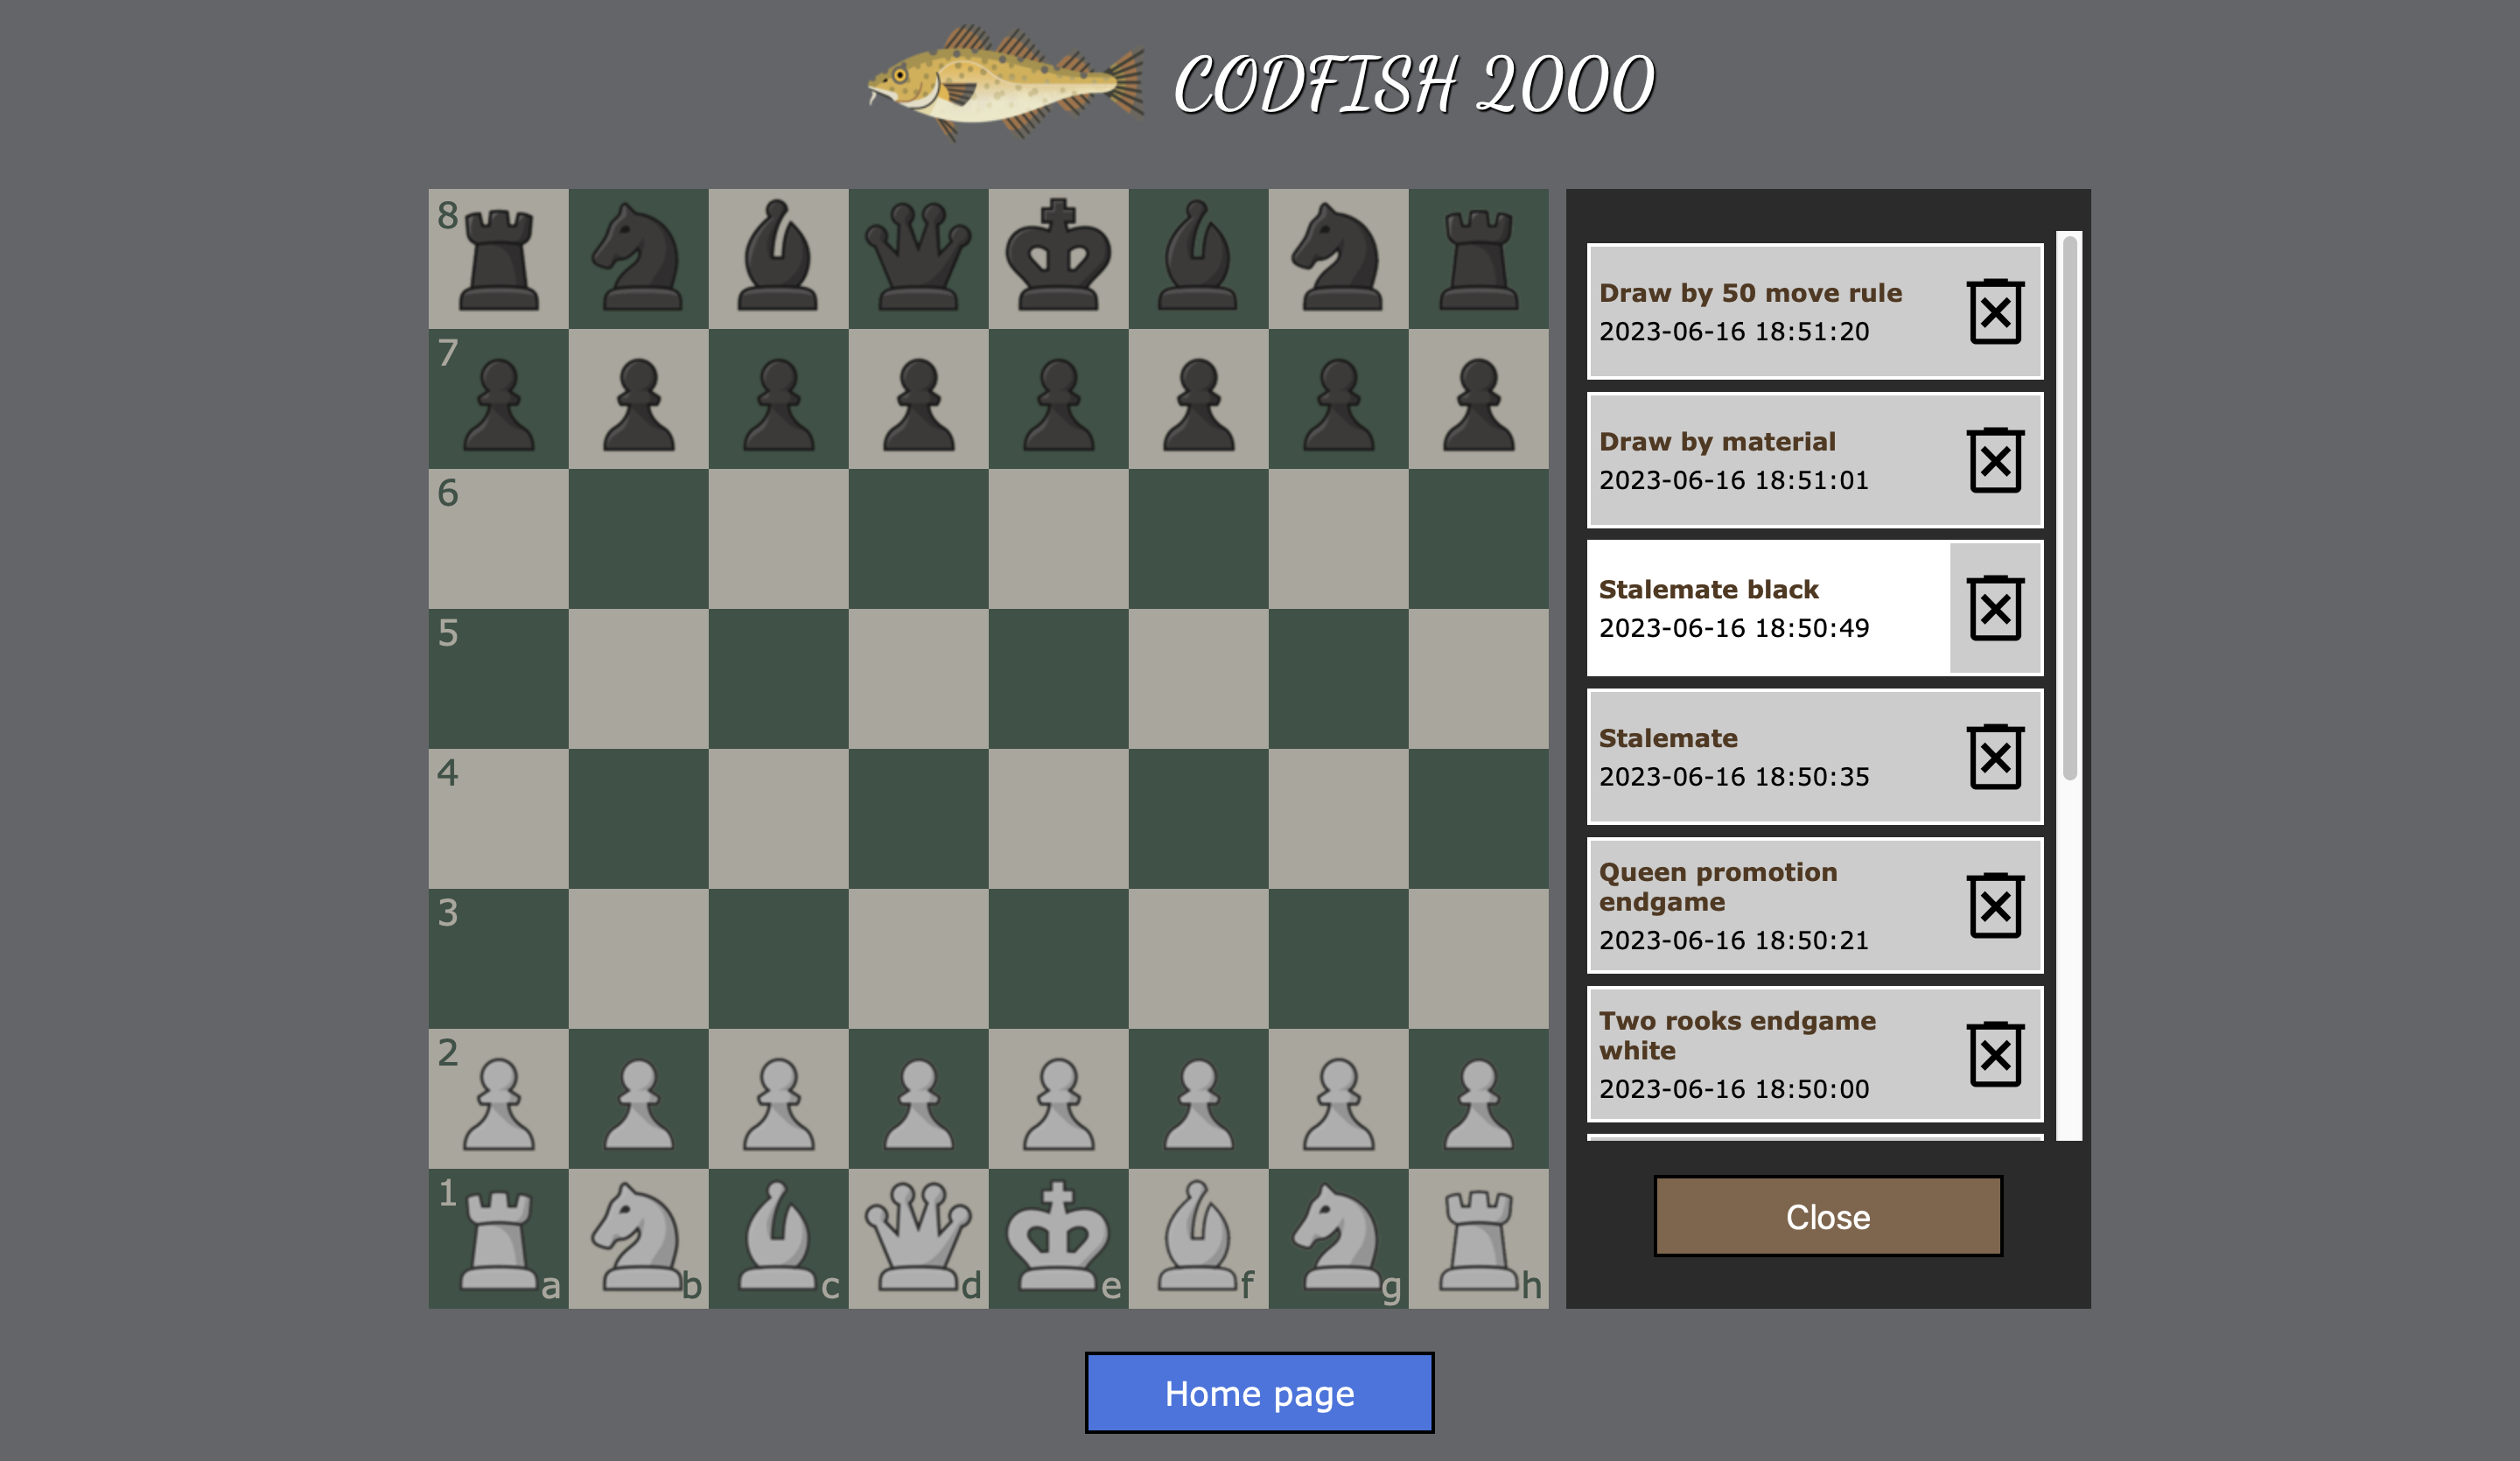 CODFISH 2000
8
7
6
5
4
3
2
1
a b c d e f g h
Draw by 50 move rule
2023-06-16 18:51:20
Draw by material
2023-06-16 18:51:01
Stalemate black
2023-06-16 18:50:49
Stalemate
2023-06-16 18:50:35
Queen promotion
endgame
2023-06-16 18:50:21
Two rooks endgame
white
2023-06-16 18:50:00
Close
Home page